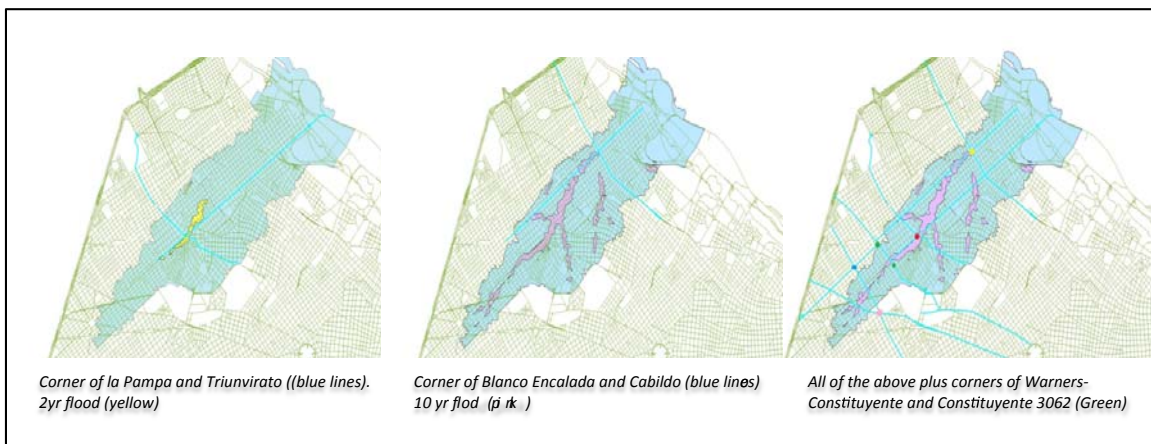 Corner of la Pampa and Triunvirato ((blue lines).
2yr flood (yellow)
Corner of Blanco Encalada and Cabildo (blue lines)
10 yr flod (pink)
All of the above plus corners of Warners-
Constituyente and Constituyente 3062 (Green)